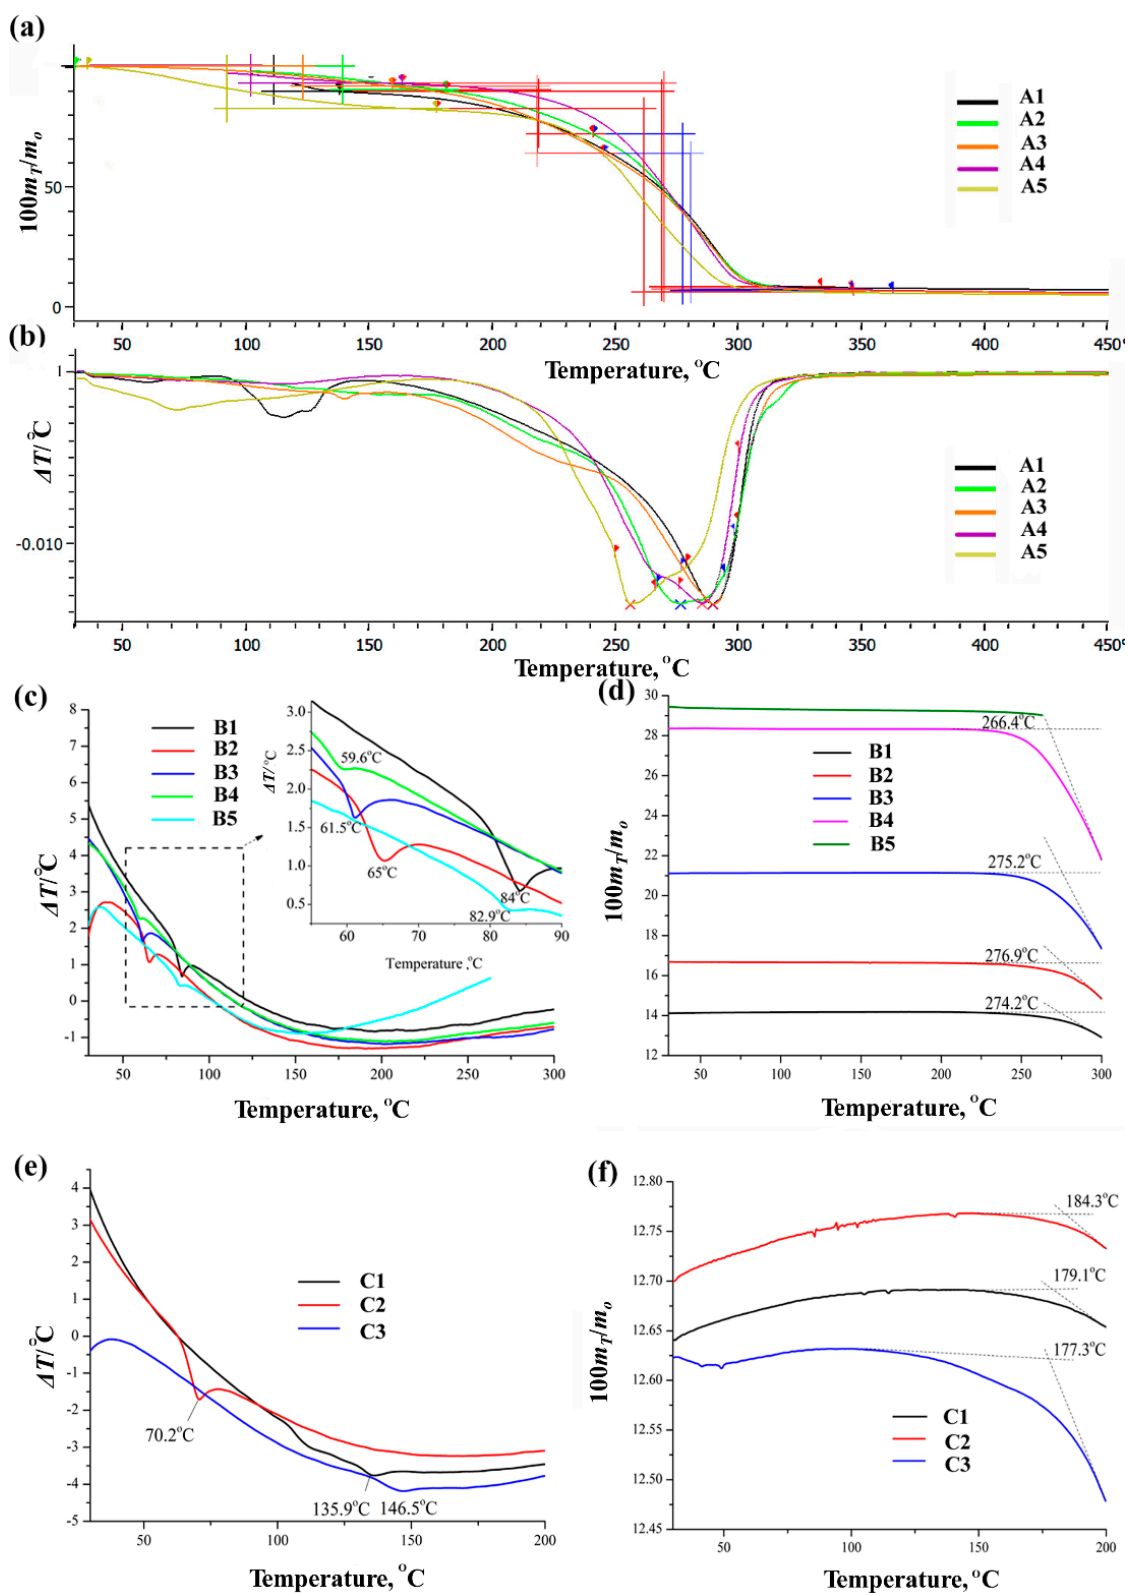 (a)
100m_T/m_o
50
0
A1
A2
A3
A4
A5
50 100 150 200 250 300 350 400 450°
Temperature, °C
(b)
ΔT/°C
1
-0.010
A1
A2
A3
A4
A5
50 100 150 200 250 300 350 400 450°
Temperature, °C
(c)
ΔT/°C
8
7
6
5
4
3
2
1
0
-1
B1
B2
B3
B4
B5
ΔT/°C
3.0
2.5
2.0
1.5
1.0
0.5
59.6°C
61.5°C
65°C
84°C
82.9°C
60 70 80 90
Temperature ,°C
50 100 150 200 250 300
Temperature, °C
(d)
100m_T/m_o
30
28
26
24
22
20
18
16
14
12
266.4°C
B1
B2
B3
B4
B5
275.2°C
276.9°C
274.2°C
50 100 150 200 250 300
Temperature, °C
(e)
ΔT/°C
4
3
2
1
0
-1
-2
-3
-4
-5
C1
C2
C3
70.2°C
135.9°C 146.5°C
50 100 150 200
Temperature, °C
(f)
100m_T/m_o
12.80
12.75
12.70
12.65
12.60
12.55
12.50
12.45
184.3°C
179.1°C
177.3°C
C1
C2
C3
50 100 150 200
Temperature, °C